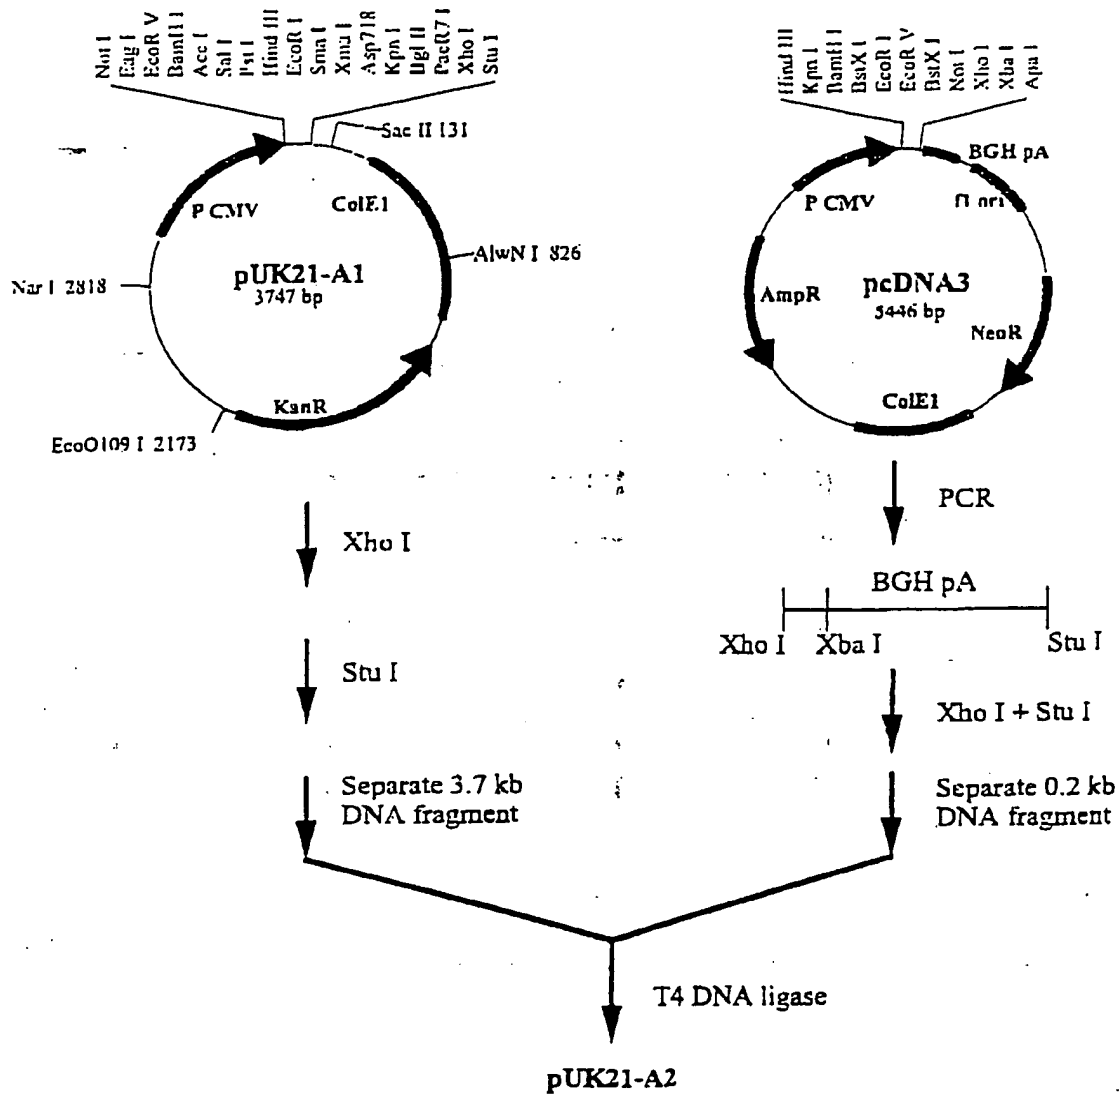 Not I
Eag I
EcoR V
BamH I
Acc I
Sal I
Pst I
Hind III
EcoR I
Sma I
Xma I
Asp718
Kpn I
Bgl II
PaeR7 I
Xho I
Stu I
Sac II 131
P CMV
ColE1
AlwN I 826
pUK21-A1
3747 bp
Nar I 2818
KanR
EcoO109 I 2173
Hind III
Kpn I
BamH I
BstX I
EcoR I
EcoR V
BstX I
Not I
Xho I
Xba I
Apa I
BGH pA
P CMV
f1 ori
AmpR
pcDNA3
5446 bp
NeoR
ColE1
Xho I
Stu I
Separate 3.7 kb
DNA fragment
PCR
BGH pA
Xho I
Xba I
Stu I
Xho I + Stu I
Separate 0.2 kb
DNA fragment
T4 DNA ligase
pUK21-A2